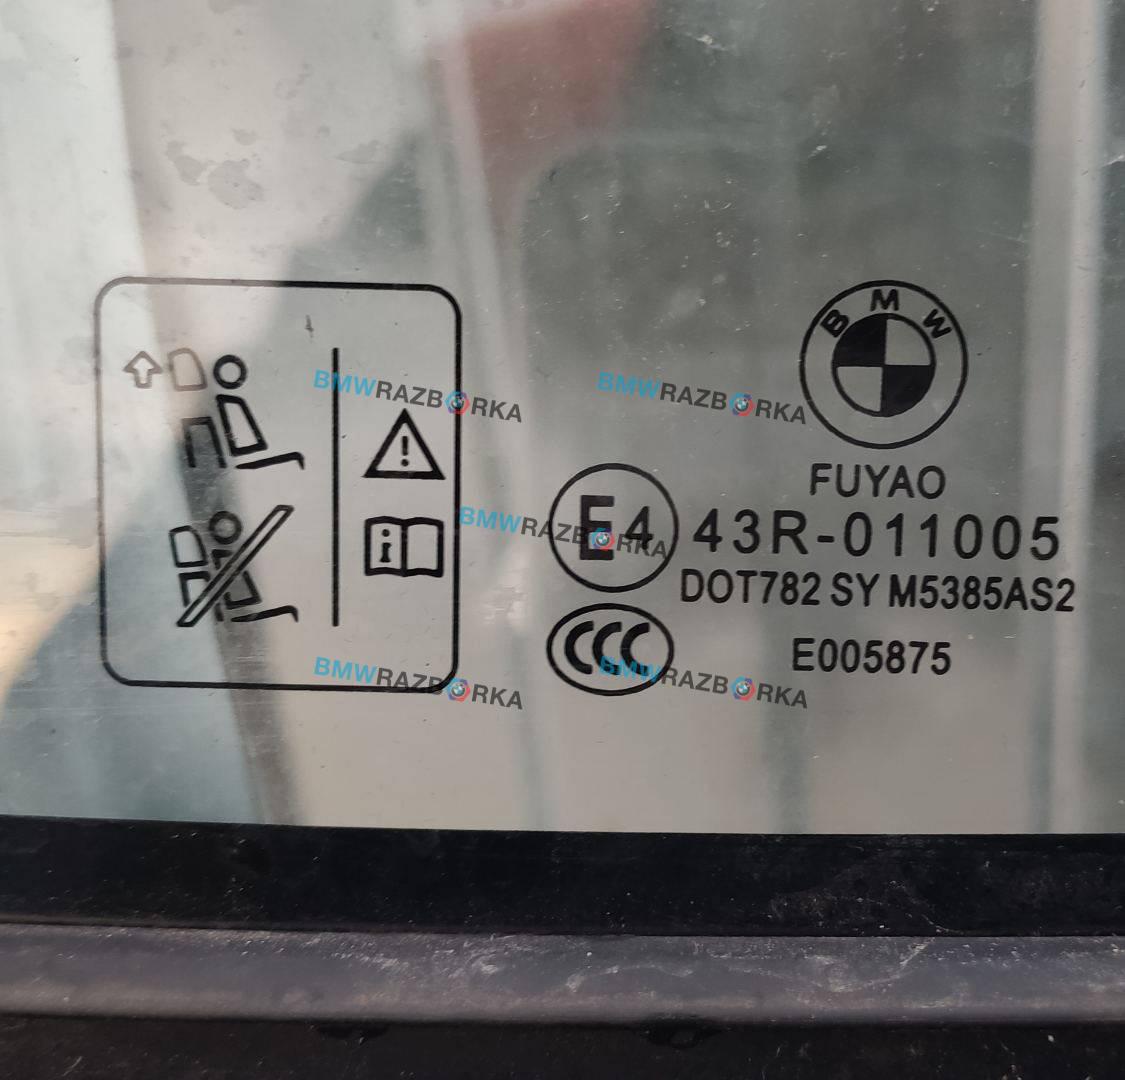 BMW
FUYAO
E4 43R-011005
DOT782 SY M5385AS2
CCC E005875
BMWRAZBORKA
BMWRAZBORKA
BMWRAZBORKA
BMWRAZBORKA
BMWRAZBORKA